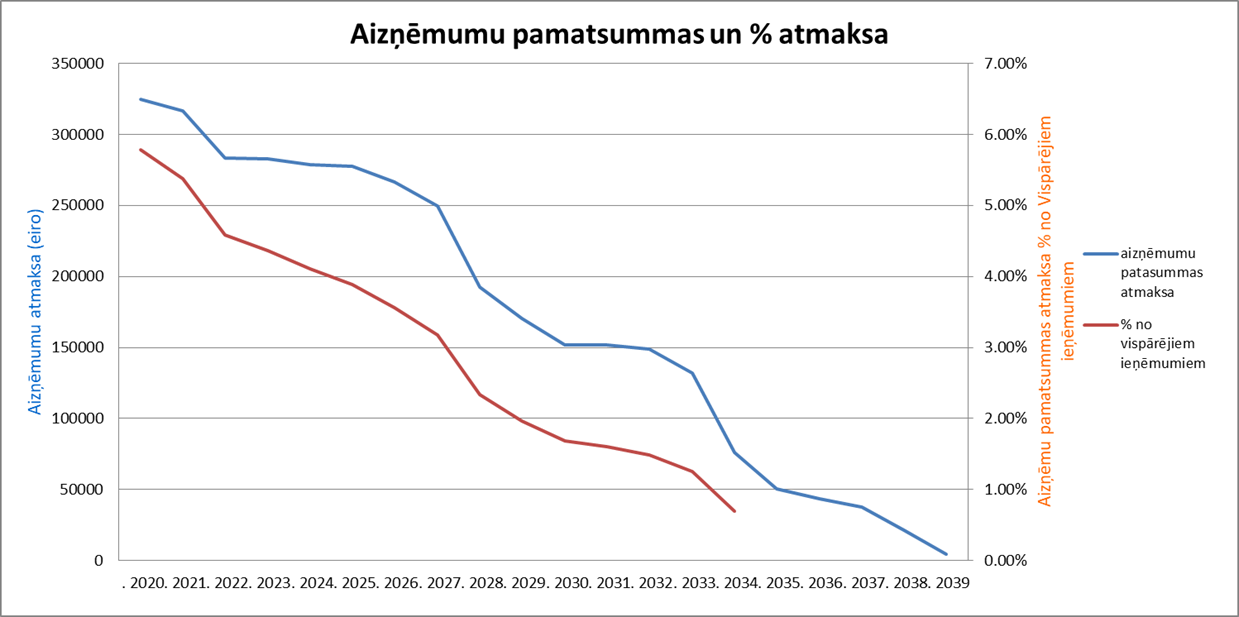 Aizņēmumu pamatsummas un % atmaksa
350000
300000
250000
200000
150000
100000
50000
0
Aizņēmumu atmaksa (eiro)
7.00%
6.00%
5.00%
4.00%
3.00%
2.00%
1.00%
0.00%
Aizņēmu pamatsummas atmaksa % no Vispārējiem
ieņēmumiem
aizņēmumu
patasummas
atmaksa
% no
vispārējiem
ieņēmumiem
. 2020. 2021. 2022. 2023. 2024. 2025. 2026. 2027. 2028. 2029. 2030. 2031. 2032. 2033. 2034. 2035. 2036. 2037. 2038. 2039